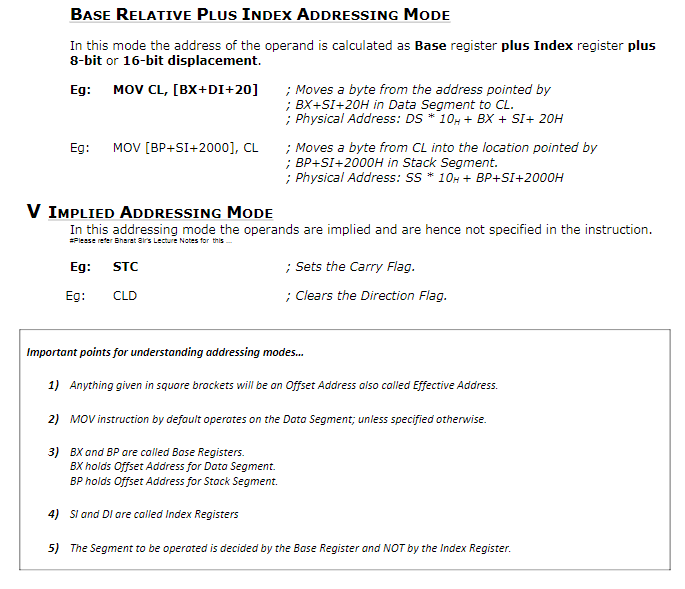 BASE RELATIVE PLUS INDEX ADDRESSING MODE
In this mode the address of the operand is calculated as Base register plus Index register plus
8-bit or 16-bit displacement.
Eg: MOV CL, [BX+DI+20] ; Moves a byte from the address pointed by
; BX+SI+20H in Data Segment to CL.
; Physical Address: DS * 10H + BX + SI+ 20H
Eg: MOV [BP+SI+2000], CL ; Moves a byte from CL into the location pointed by
; BP+SI+2000H in Stack Segment.
; Physical Address: SS * 10H + BP+SI+2000H
V IMPLIED ADDRESSING MODE
In this addressing mode the operands are implied and are hence not specified in the instruction.
#Please refer Bharat Sir's Lecture Notes for this ...
Eg: STC ; Sets the Carry Flag.
Eg: CLD ; Clears the Direction Flag.
Important points for understanding addressing modes...
1) Anything given in square brackets will be an Offset Address also called Effective Address.
2) MOV instruction by default operates on the Data Segment; unless specified otherwise.
3) BX and BP are called Base Registers.
BX holds Offset Address for Data Segment.
BP holds Offset Address for Stack Segment.
4) SI and DI are called Index Registers
5) The Segment to be operated is decided by the Base Register and NOT by the Index Register.